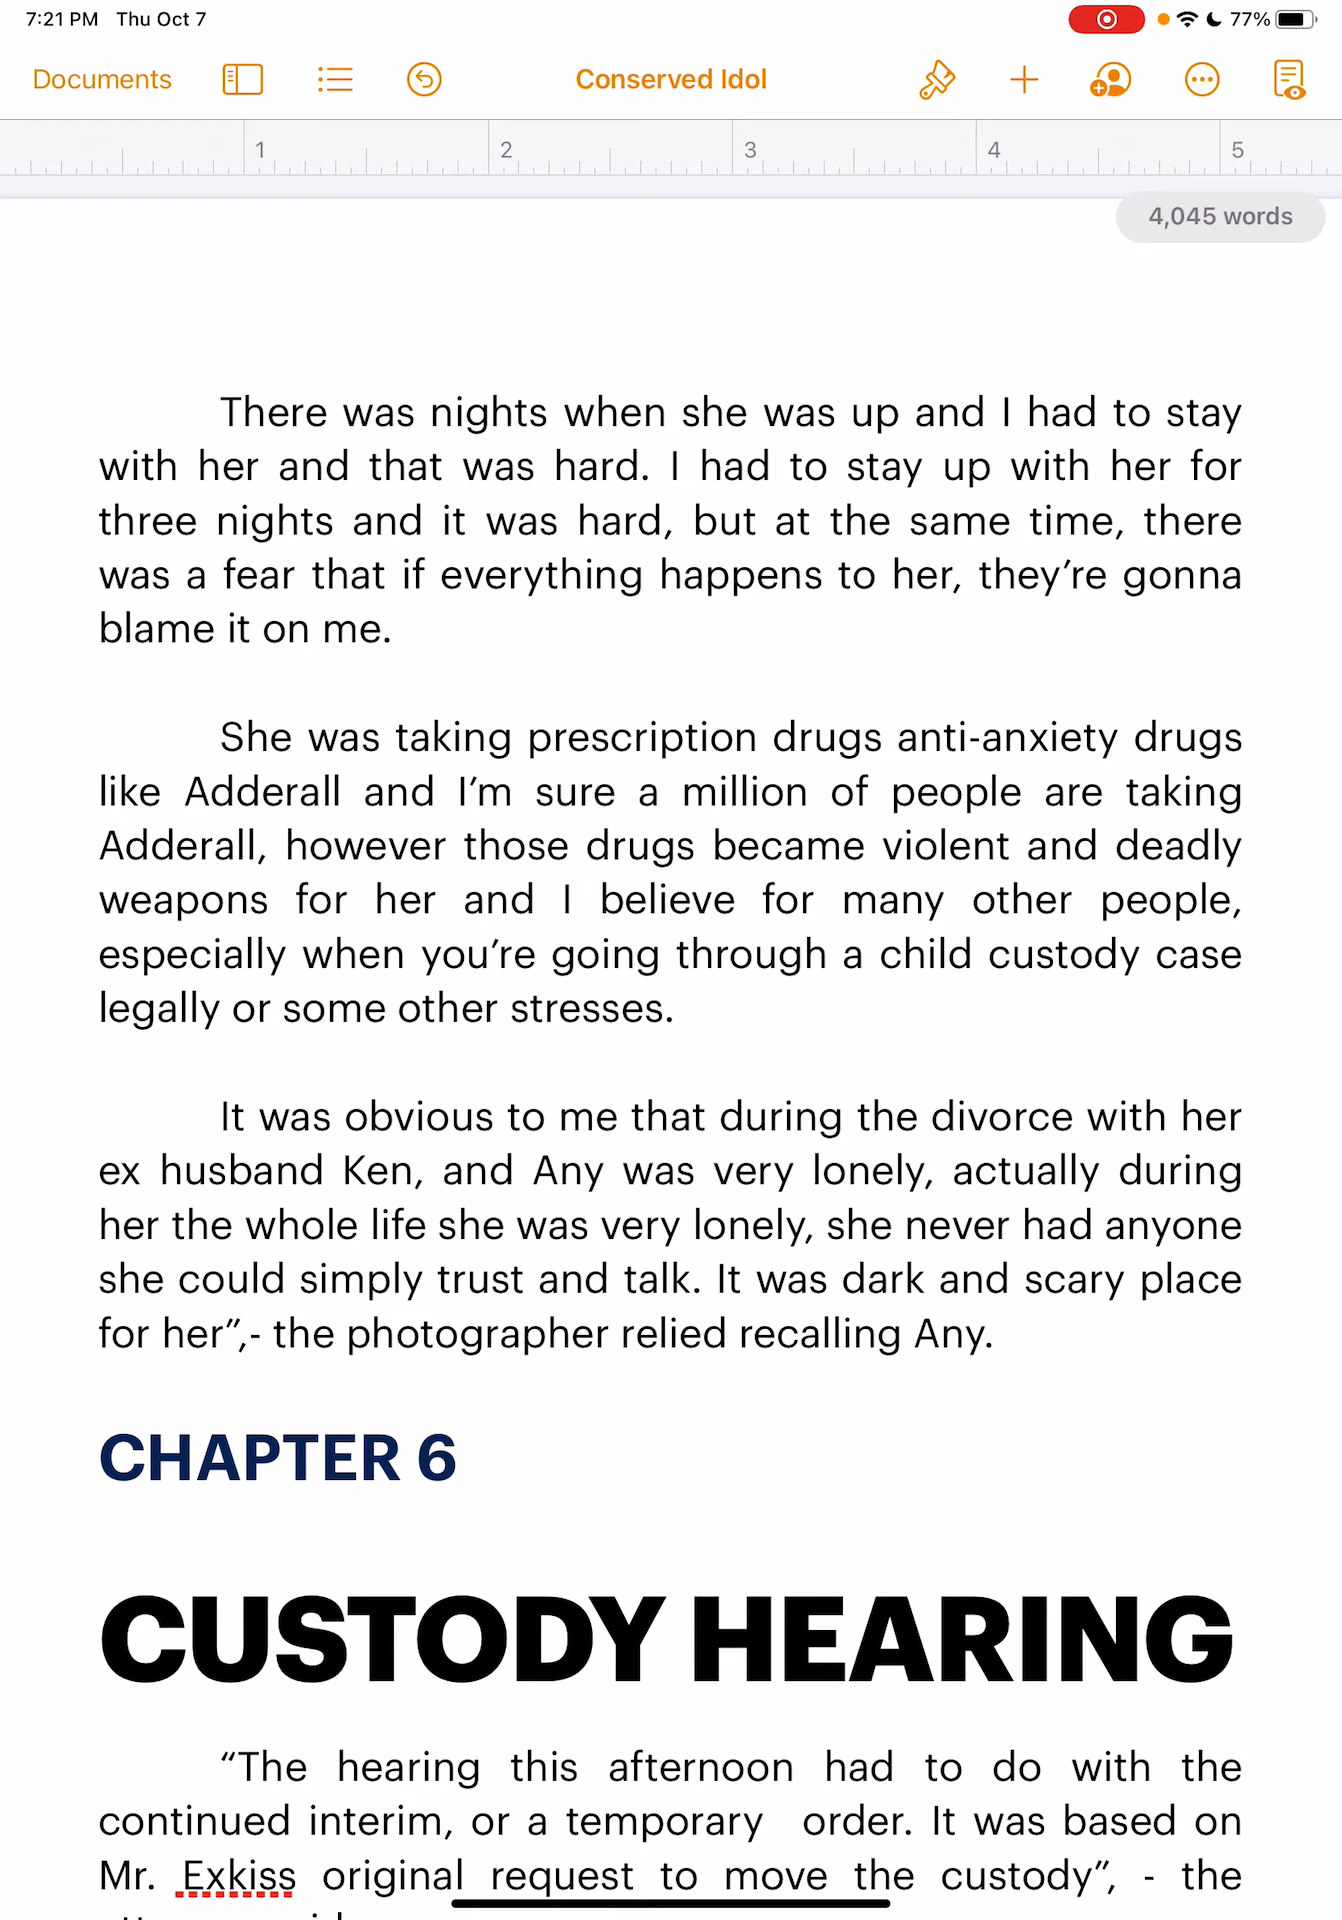 7:21 PM Thu Oct 7 77%
Documents Conserved Idol
1 2 3 4 5
4,045 words
There was nights when she was up and I had to stay
with her and that was hard. I had to stay up with her for
three nights and it was hard, but at the same time, there
was a fear that if everything happens to her, they’re gonna
blame it on me.
She was taking prescription drugs anti-anxiety drugs
like Adderall and I’m sure a million of people are taking
Adderall, however those drugs became violent and deadly
weapons for her and I believe for many other people,
especially when you’re going through a child custody case
legally or some other stresses.
It was obvious to me that during the divorce with her
ex husband Ken, and Any was very lonely, actually during
her the whole life she was very lonely, she never had anyone
she could simply trust and talk. It was dark and scary place
for her”,- the photographer relied recalling Any.
CHAPTER 6
CUSTODY HEARING
“The hearing this afternoon had to do with the
continued interim, or a temporary order. It was based on
Mr. Exkiss original request to move the custody”, - the